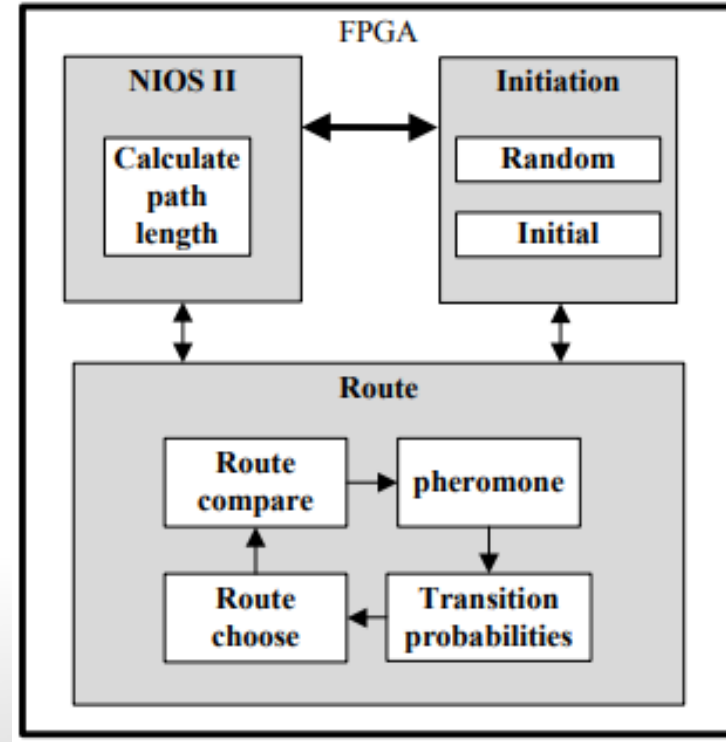 FPGA
NIOS II
Calculate
path
length
Initiation
Random
Initial
Route
Route
compare
pheromone
Route
choose
Transition
probabilities